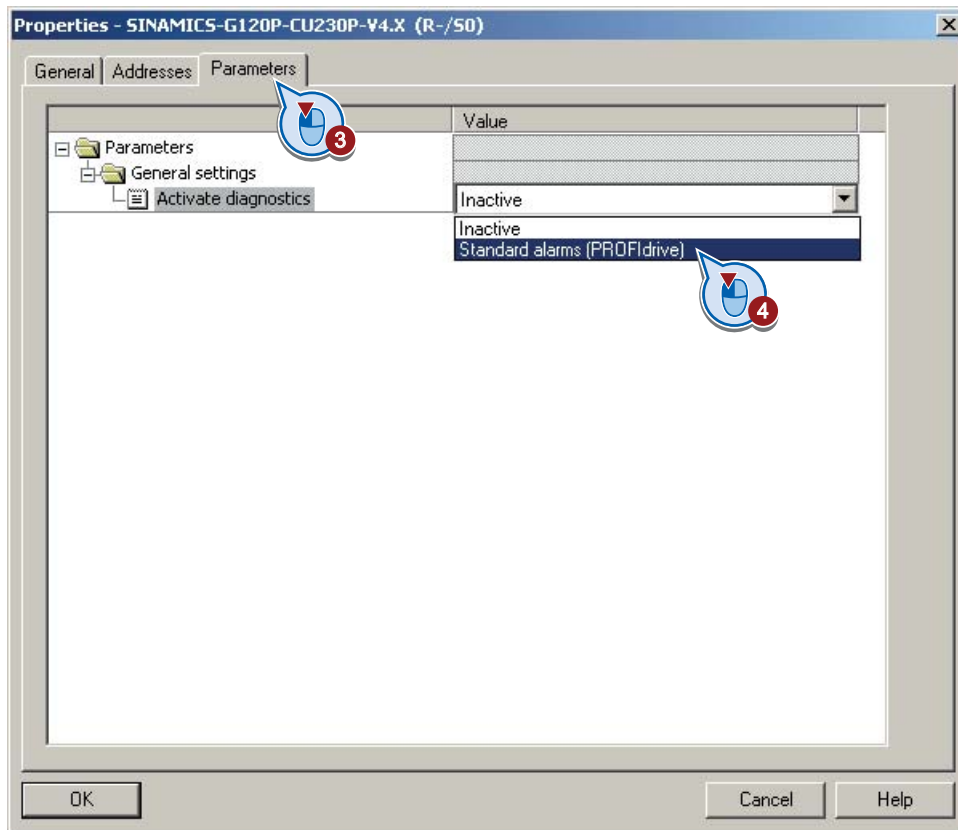 Properties - SINAMICS-G120P-CU230P-V4.X (R-/S0)
General Addresses Parameters
Value
3
Parameters
General settings
Activate diagnostics Inactive
Inactive
Standard alarms (PROFIdrive)
4
OK Cancel Help